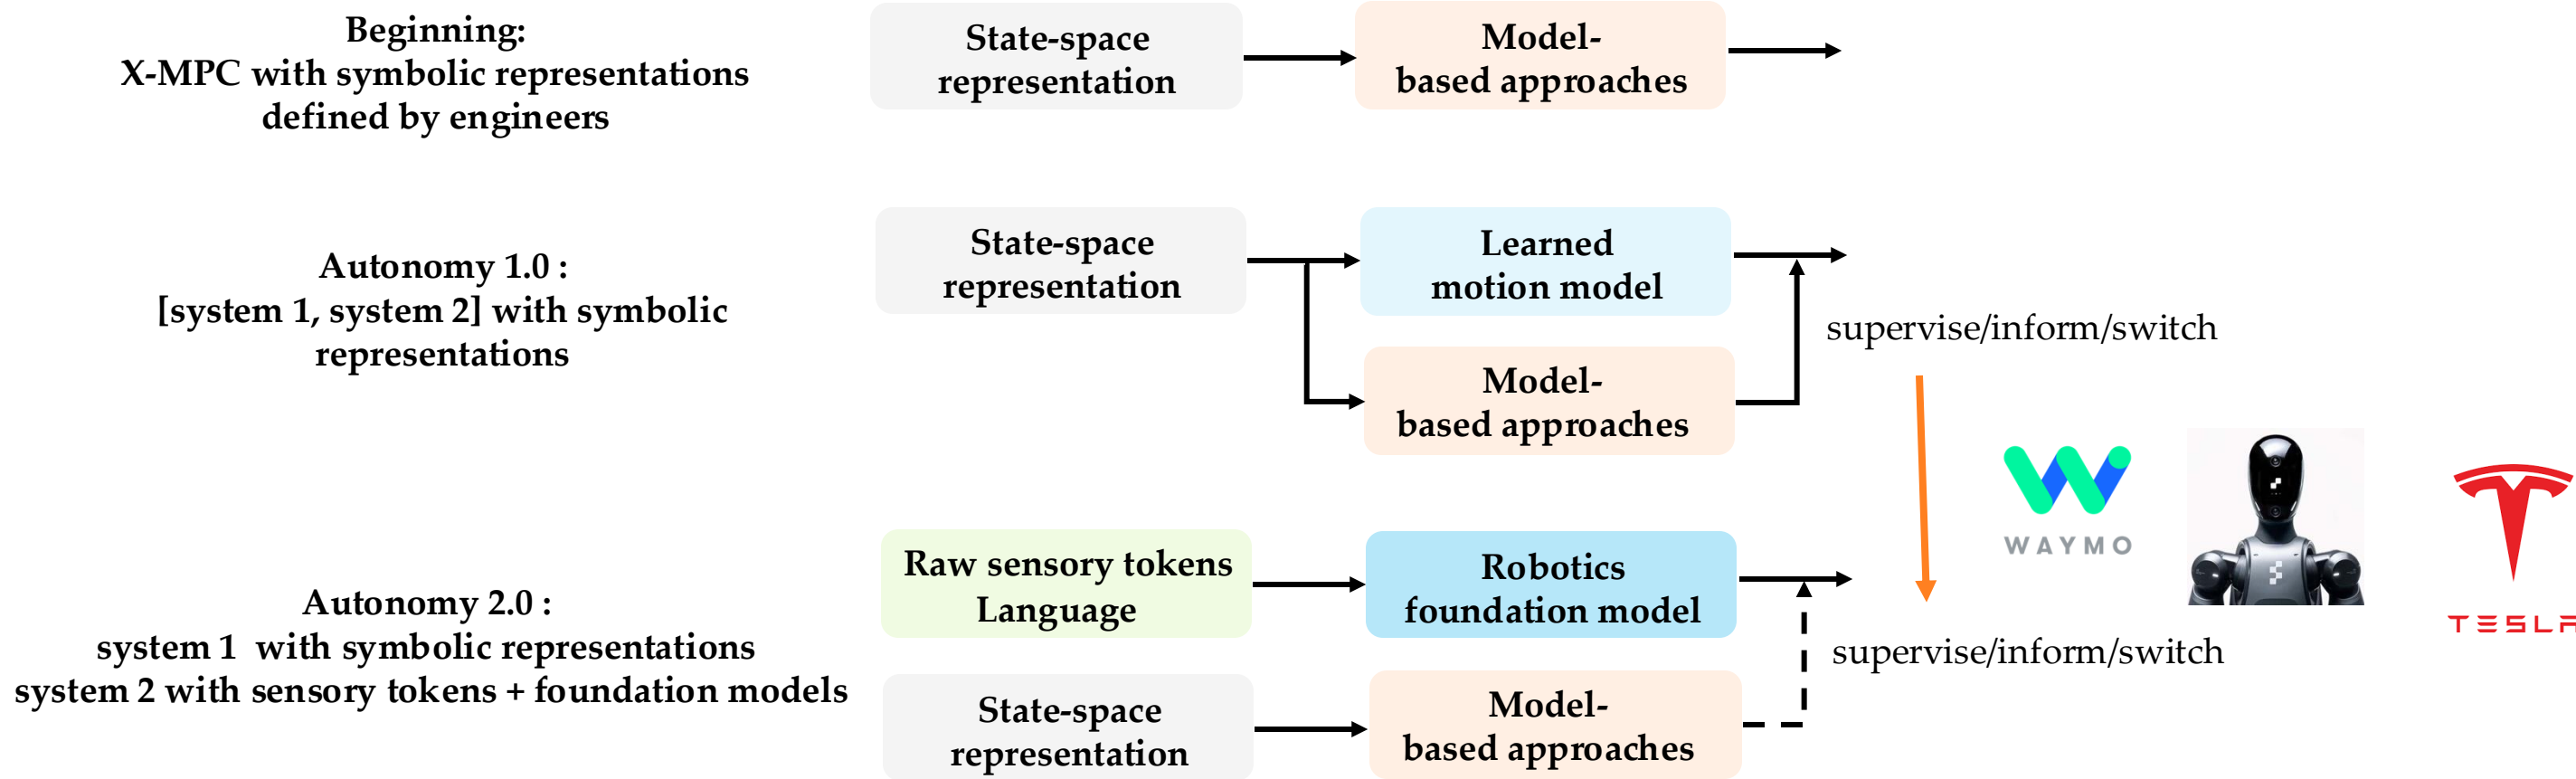 Beginning:
X-MPC with symbolic representations
defined by engineers
State-space
representation
Model-
based approaches
Autonomy 1.0 :
[system 1, system 2] with symbolic
representations
State-space
representation
Learned
motion model
Model-
based approaches
supervise/inform/switch
Autonomy 2.0 :
system 1 with symbolic representations
system 2 with sensory tokens + foundation models
Raw sensory tokens
Language
Robotics
foundation model
State-space
representation
Model-
based approaches
supervise/inform/switch
WAYMO
TESLA